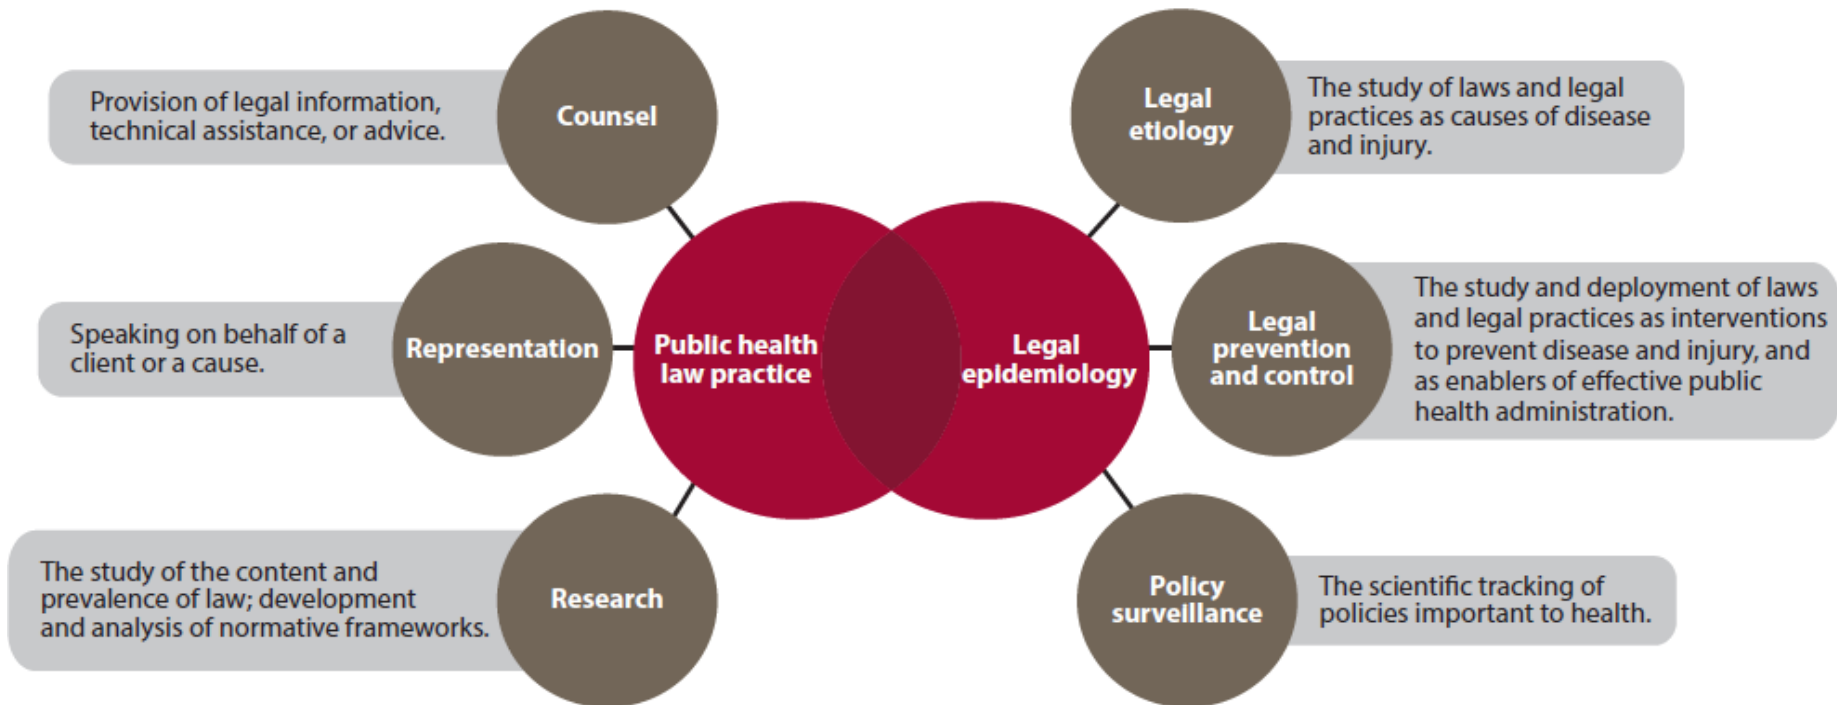 Provision of legal information,
technical assistance, or advice.
Counsel
Speaking on behalf of a
client or a cause.
Representation
The study of the content and
prevalence of law; development
and analysis of normative frameworks.
Research
Public health
law practice
Legal
epidemiology
Legal
etiology
The study of laws and legal
practices as causes of disease
and injury.
Legal
prevention
and control
The study and deployment of laws
and legal practices as interventions
to prevent disease and injury, and
as enablers of effective public
health administration.
Policy
surveillance
The scientific tracking of
policies important to health.